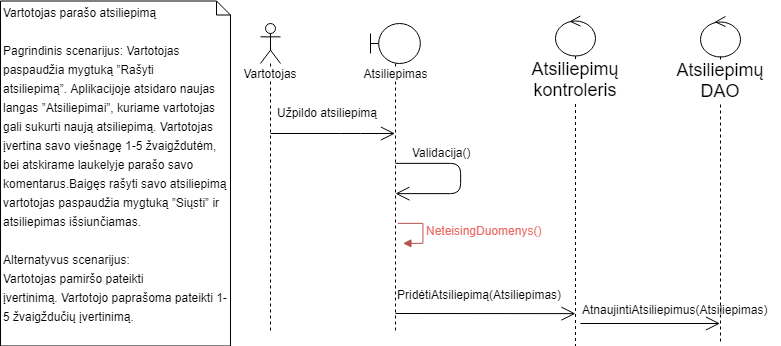 Vartotojas parašo atsiliepimą
Pagrindinis scenarijus: Vartotojas
paspaudžia mygtuką ”Rašyti
atsiliepimą”. Aplikacijoje atsidaro naujas
langas ”Atsiliepimai”, kuriame vartotojas
gali sukurti naują atsiliepimą. Vartotojas
įvertina savo viešnagę 1-5 žvaigždutėm,
bei atskirame laukelyje parašo savo
komentarus.Baigęs rašyti savo atsiliepimą
vartotojas paspaudžia mygtuką ”Siųsti” ir
atsiliepimas išsiunčiamas.
Alternatyvus scenarijus:
Vartotojas pamiršo pateikti
įvertinimą. Vartotojo paprašoma pateikti 1-
5 žvaigždučių įvertinimą.
Vartotojas
Atsiliepimas
Atsiliepimų
kontroleris
Atsiliepimų
DAO
Užpildo atsiliepimą
Validacija()
NeteisingDuomenys()
PridėtiAtsiliepimą(Atsiliepimas)
AtnaujintiAtsiliepimus(Atsiliepimas)